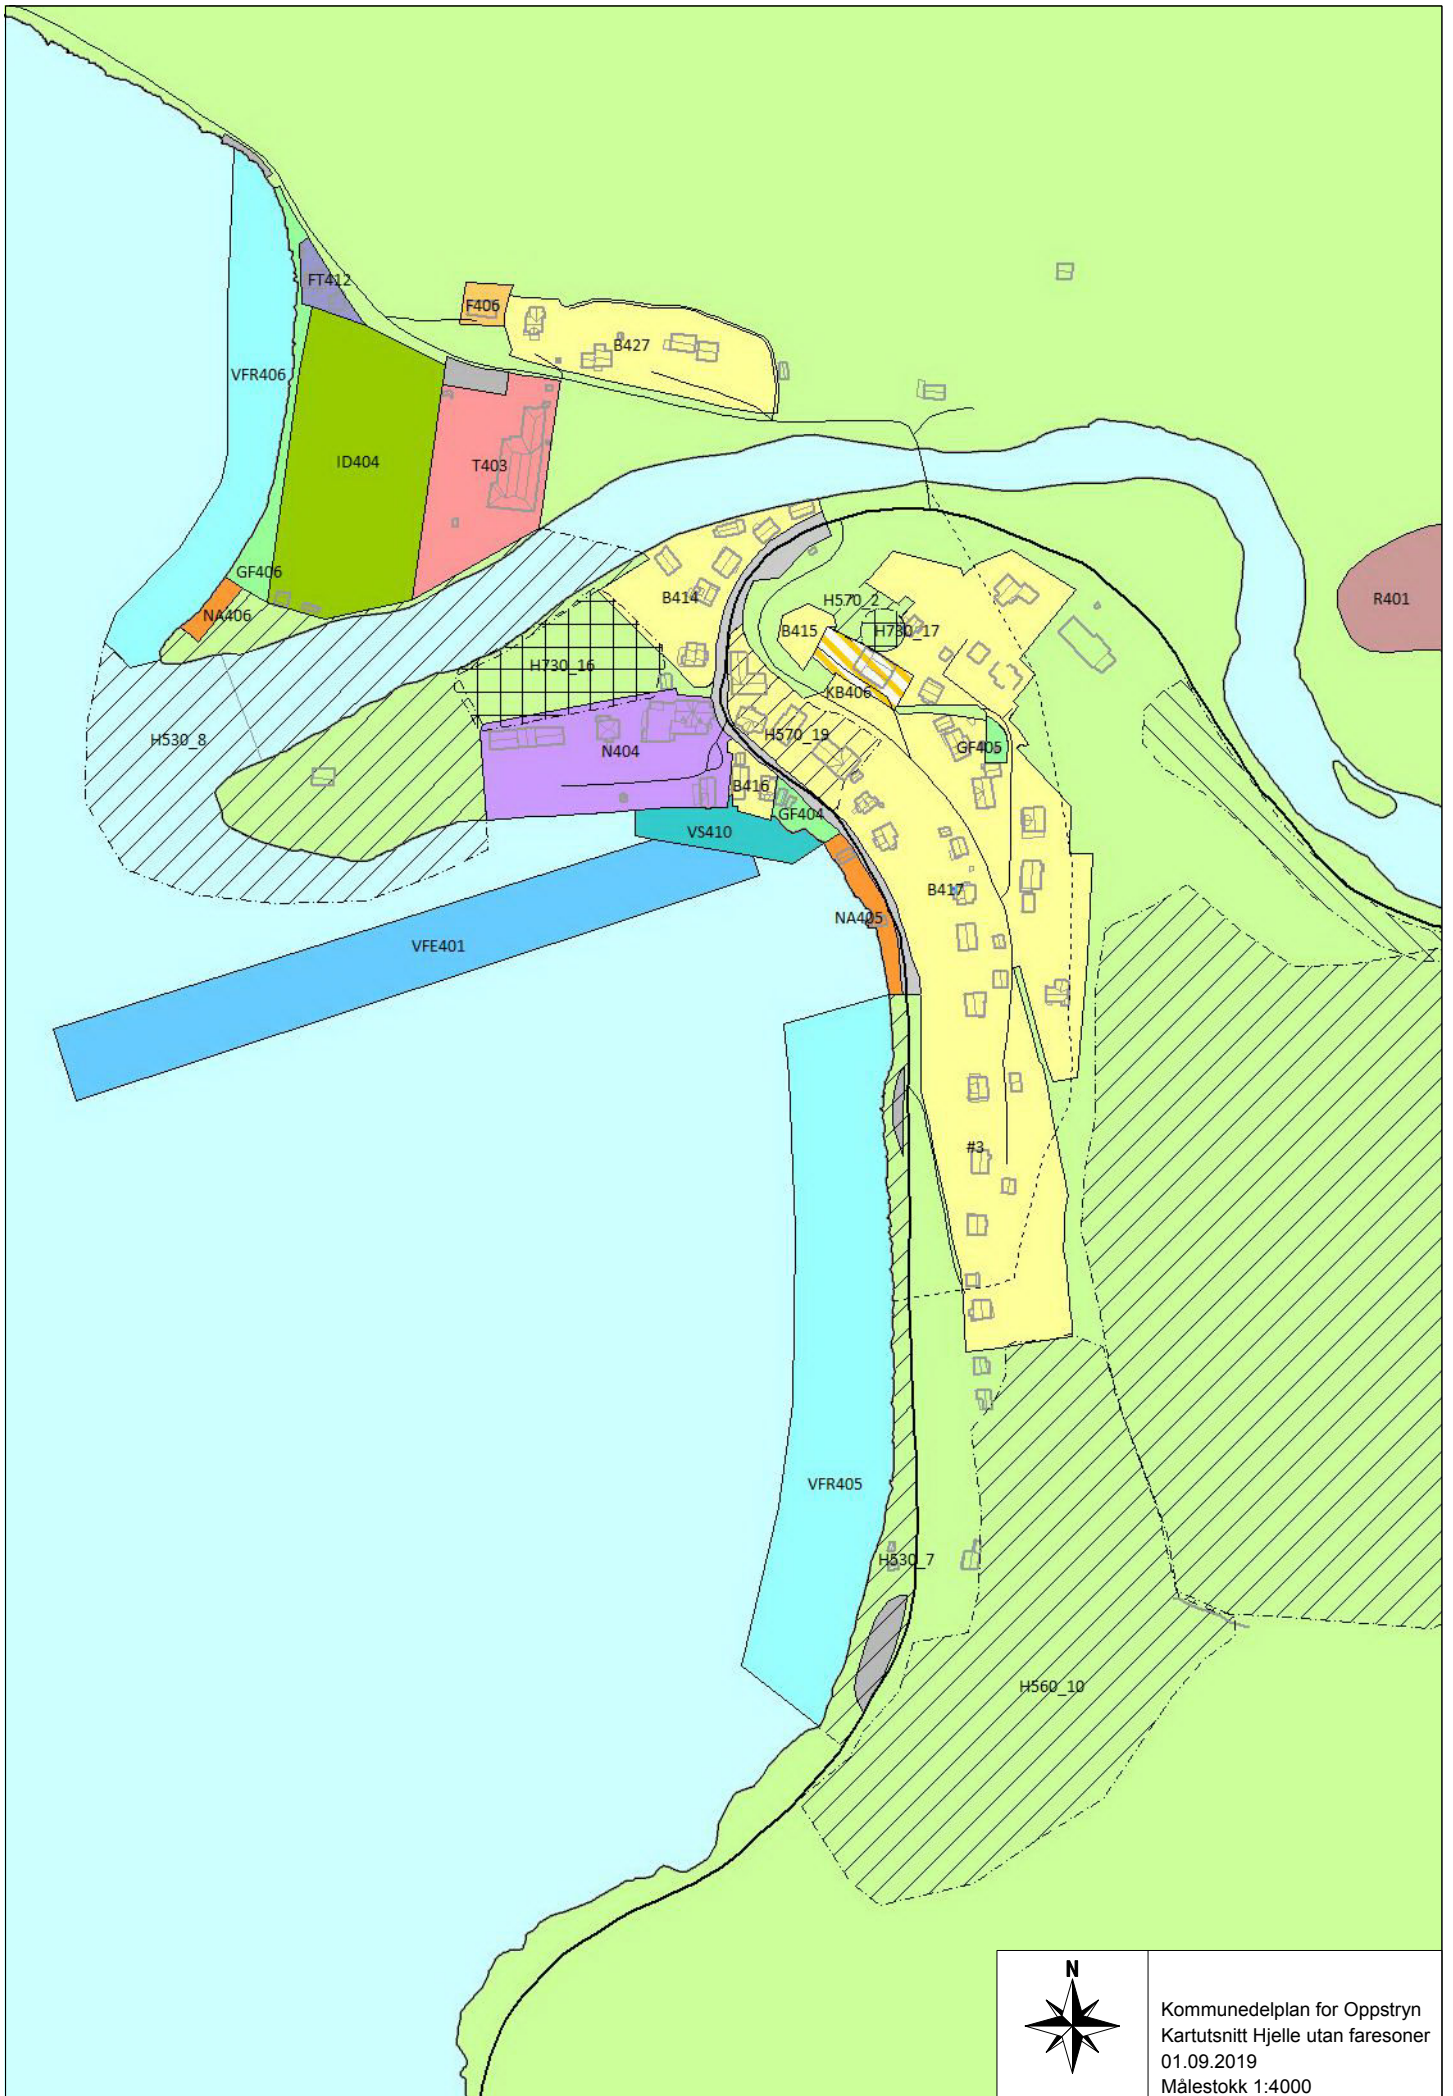 FT412
F406
B427
VFR406
ID404
T403
GF406
NA406
B414
H570_2
B415
H730_17
R401
H730_16
KB406
H530_8
N404
H570_19
GF405
B416
GF404
VS410
B417
NA405
VFE401
#3
VFR405
H530_7
H560_10
N
Kommunedelplan for Oppstryn
Kartutsnitt Hjelle utan faresoner
01.09.2019
Målestokk 1:4000